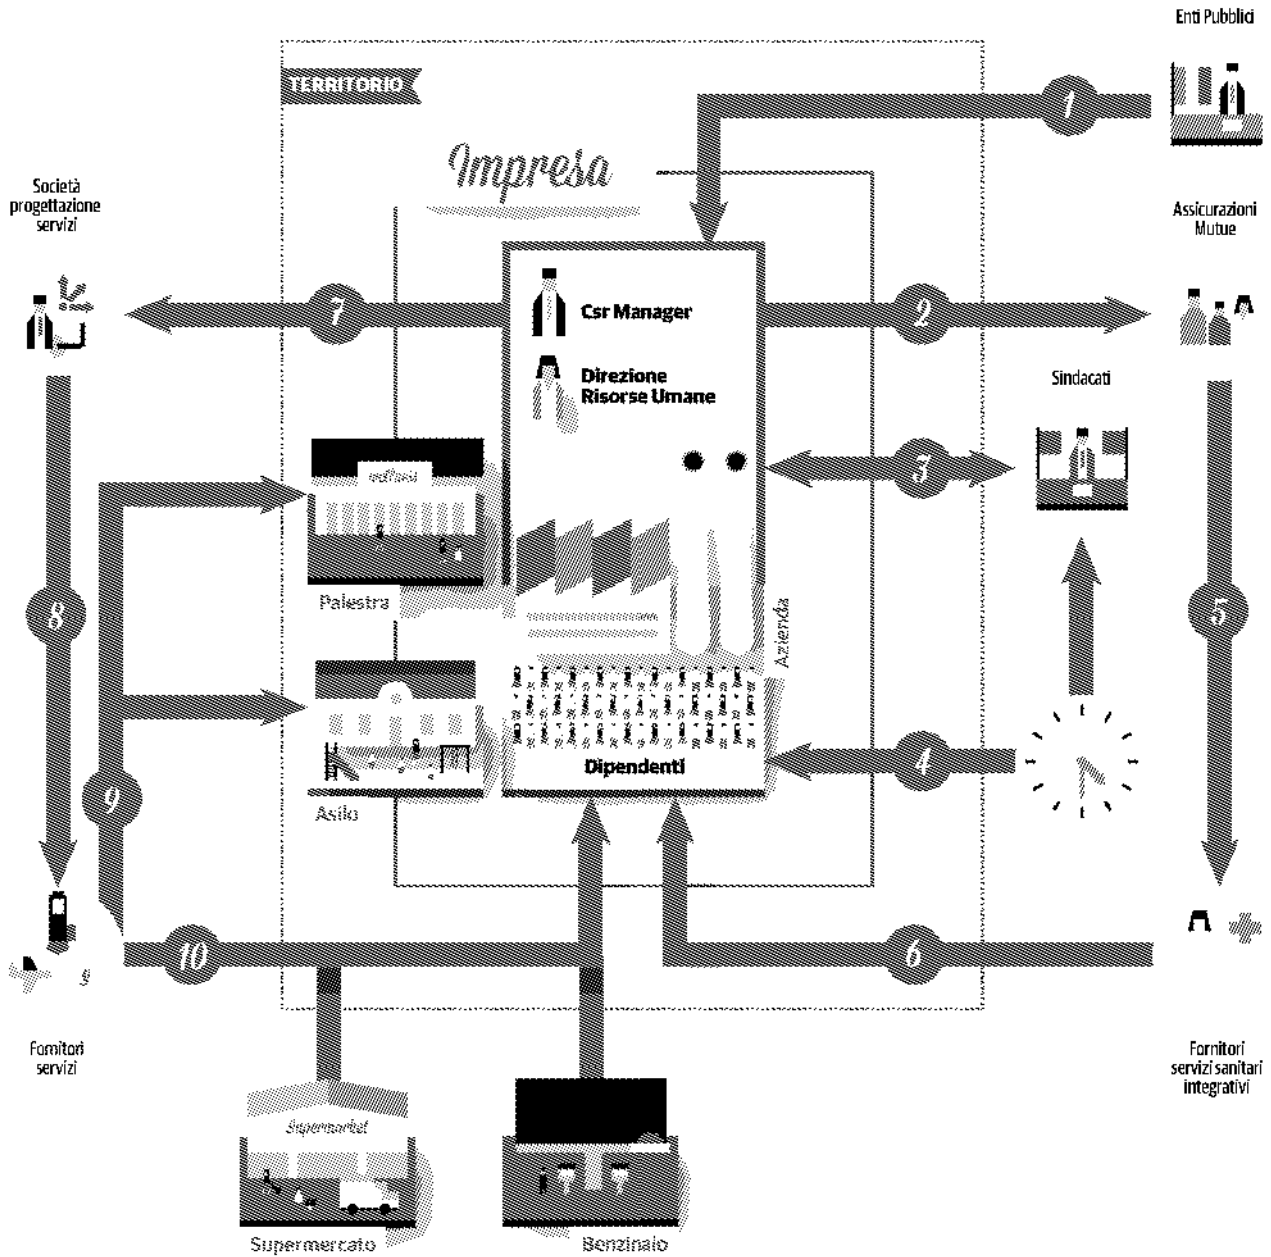 Enti Pubblici
TERRITORIO
1
Impresa
Società
progettazione
servizi
Assicurazioni
Mutue
7
Csr Manager
2
Direzione
Risorse Umane
Sindacati
3
Palestra
8
5
Azienda
Dipendenti
4
Asilo
9
10
6
9
Fornitori
servizi
Fornitori
servizi sanitari
integrativi
Supermarket
Supermercato
Benzinaio